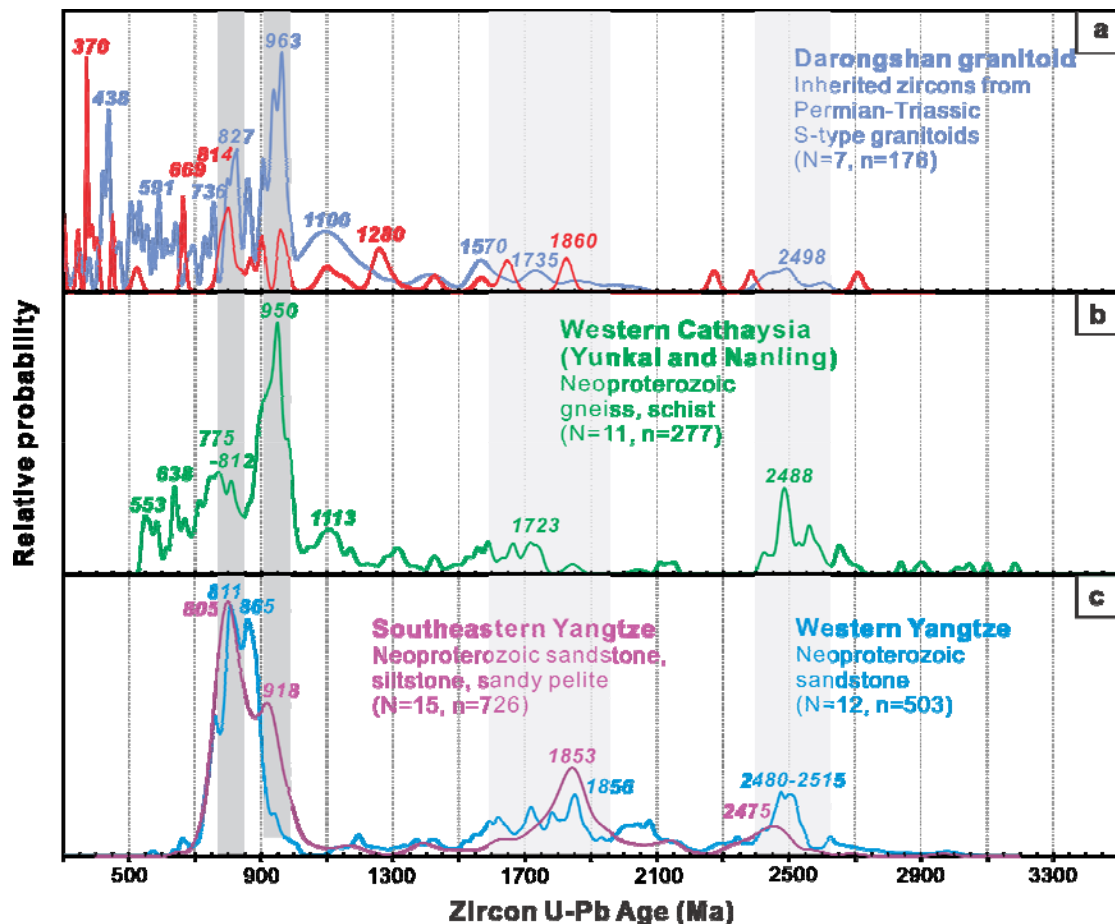 a
370
963
438
827
814
669
591
736
1100
1280
1570
1735
1860
2498
Darongshan granitoid
Inherited zircons from
Permian-Triassic
S-type granitoids
(N=7, n=176)
b
950
775
-812
638
553
1113
1723
2488
Western Cathaysia
(Yunkai and Nanling)
Neoproterozoic
gneiss, schist
(N=11, n=277)
c
811
805
865
918
1853
1856
2480-2515
2475
Southeastern Yangtze
Neoproterozoic sandstone,
siltstone, sandy pelite
(N=15, n=726)
Western Yangtze
Neoproterozoic
sandstone
(N=12, n=503)
Relative probability
500 900 1300 1700 2100 2500 2900 3300
Zircon U-Pb Age (Ma)